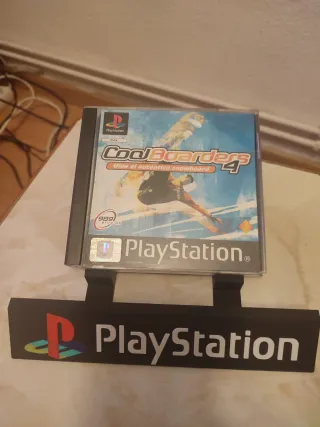 PlayStation
CoolBoarders
4
Vive el auténtico snowboard
989
PlayStation
PlayStation